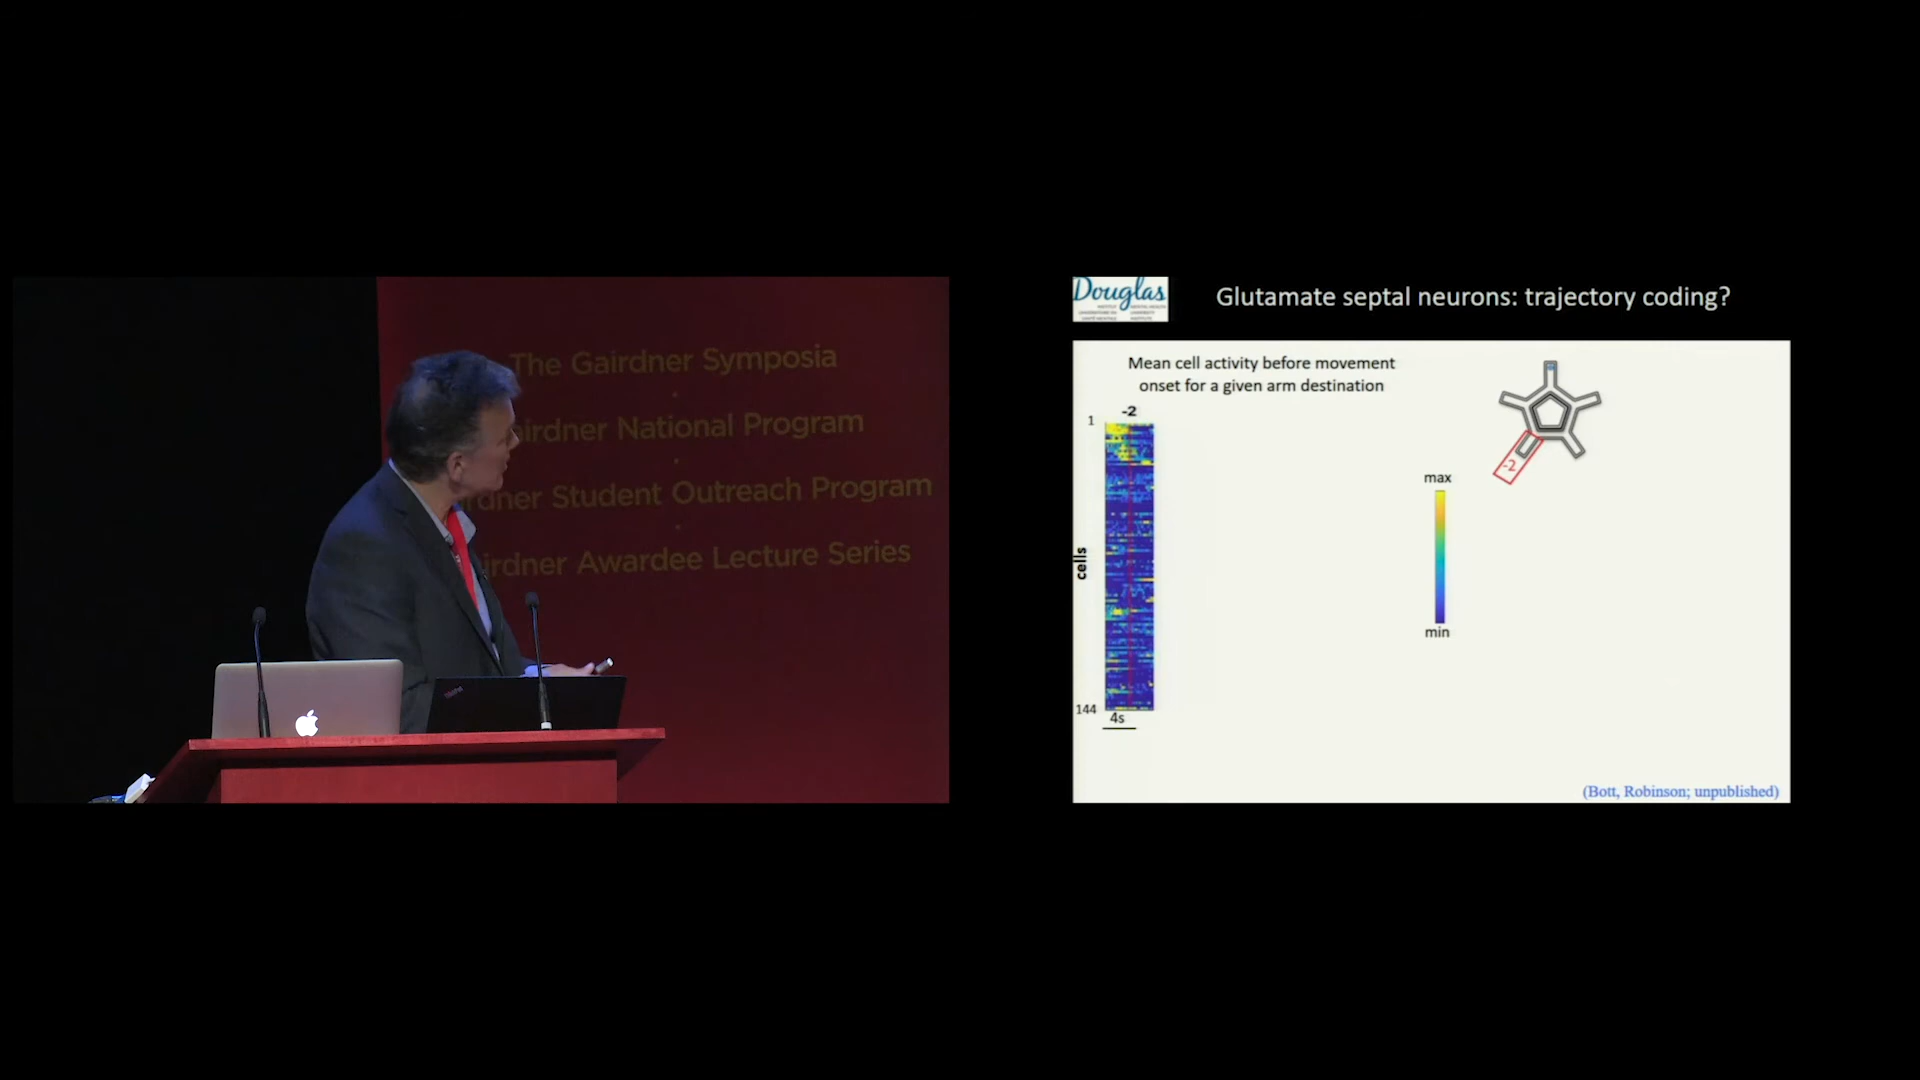 The Gairdner Symposia
airdner National Program
rdner Student Outreach Program
irdner Awardee Lecture Series
Douglas
Glutamate septal neurons: trajectory coding?
Mean cell activity before movement
onset for a given arm destination
-2
1
cells
144
4s
max
min
-2
(Bott, Robinson; unpublished)